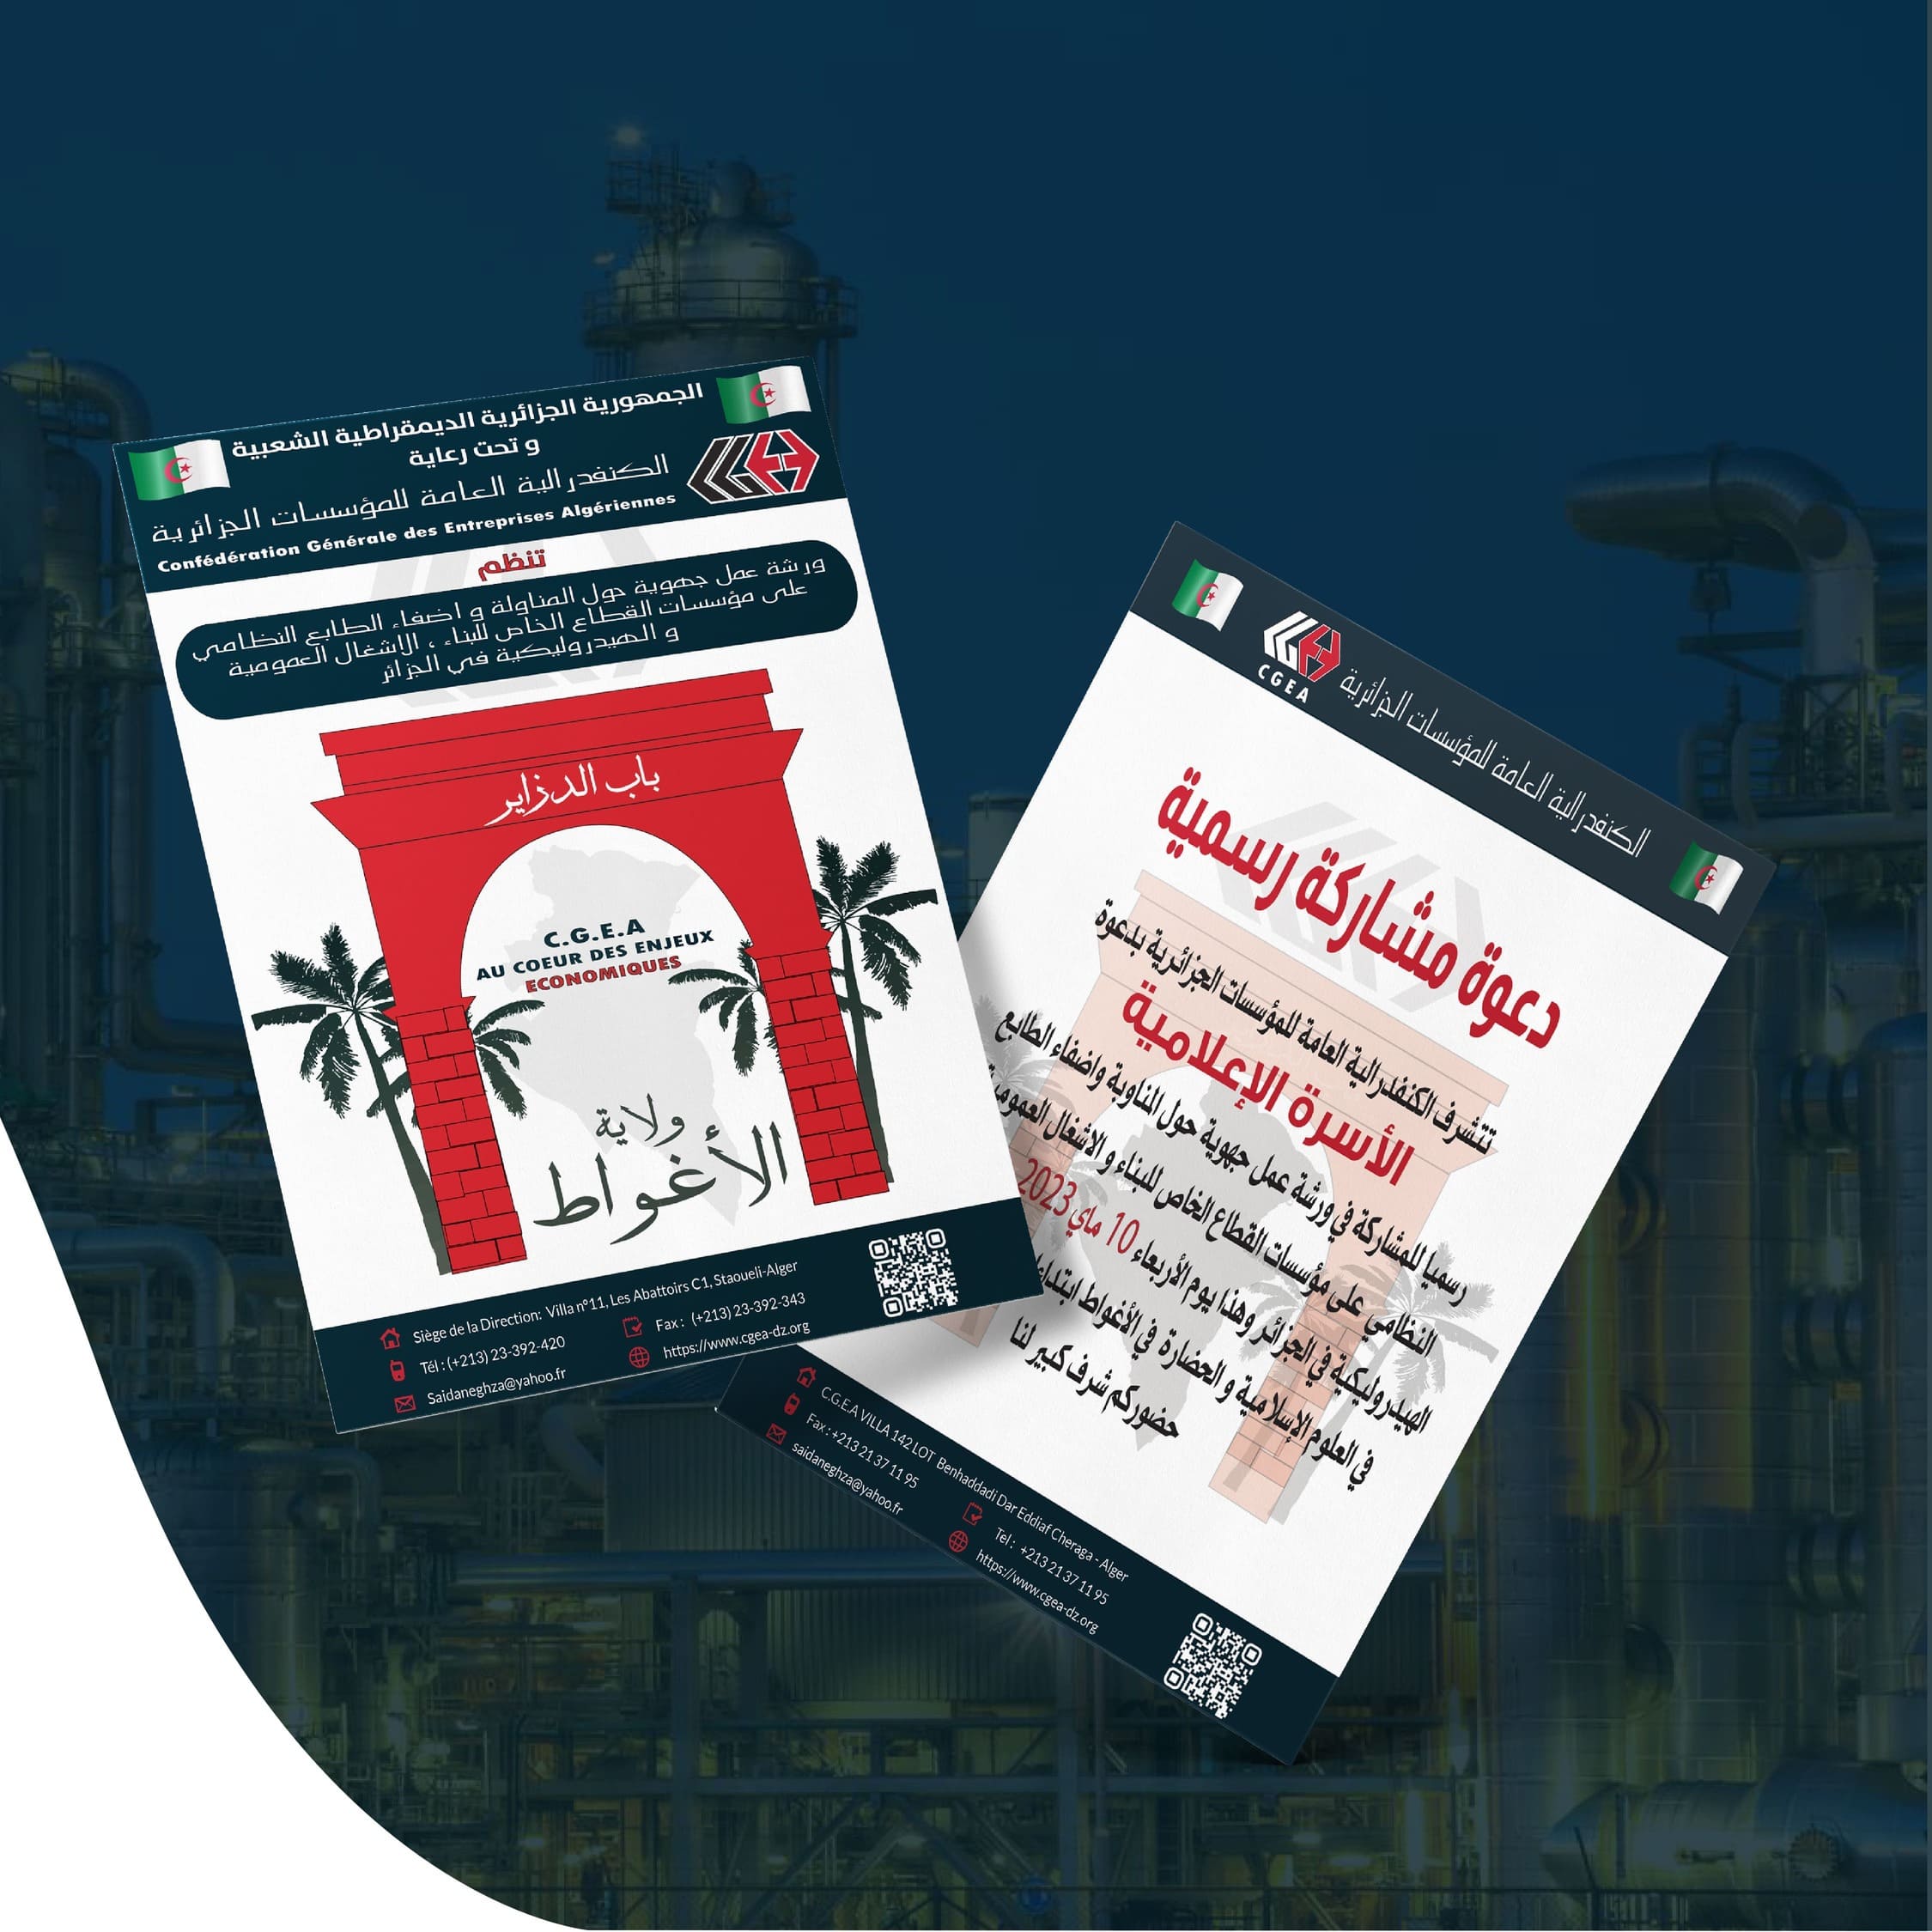 الجمهورية الجزائرية الديمقراطية الشعبية
و تحت رعاية
الكنفدرالية العامة للمؤسسات الجزائرية
Confédération Générale des Entreprises Algériennes
تنظم
ورشة عمل جهوية حول المناولة و اضفاء الطابع النظامي
على مؤسسات القطاع الخاص للبناء ، الاشغال العمومية
و الهيدروليكية في الجزائر
باب الدزاير
C.G.E.A
AU COEUR DES ENJEUX
ECONOMIQUES
ولاية
الأغواط
Siège de la Direction: Villa n°11, Les Abattoirs C1, Staoueli-Alger
Tél : (+213) 23-392-420
Fax : (+213) 23-392-343
Saidaneghza@yahoo.fr
https://www.cgea-dz.org
CGEA
الكنفدرالية العامة للمؤسسات الجزائرية
دعوة مشاركة رسمية
تتشرف الكنفدرالية العامة للمؤسسات الجزائرية بدعوة
الأسرة الإعلامية
رسميا للمشاركة في ورشة عمل جهوية حول المناوبة واضفاء الطابع
النظامي على مؤسسات القطاع الخاص للبناء و الاشغال
الهيدروليكية في الجزائر وهذا يوم الأربعاء 10 ماي 2023
في العلوم الإسلامية و الحضارة في الأغواط
حضوركم شرف كبير لنا
C.G.E.A VILLA 142 LOT Benhaddadi Dar Eddiaf Cheraga - Alger
Fax : +213 21 37 11 95
Tel : +213 21 37 11 95
saidaneghza@yahoo.fr
https://www.cgea-dz.org